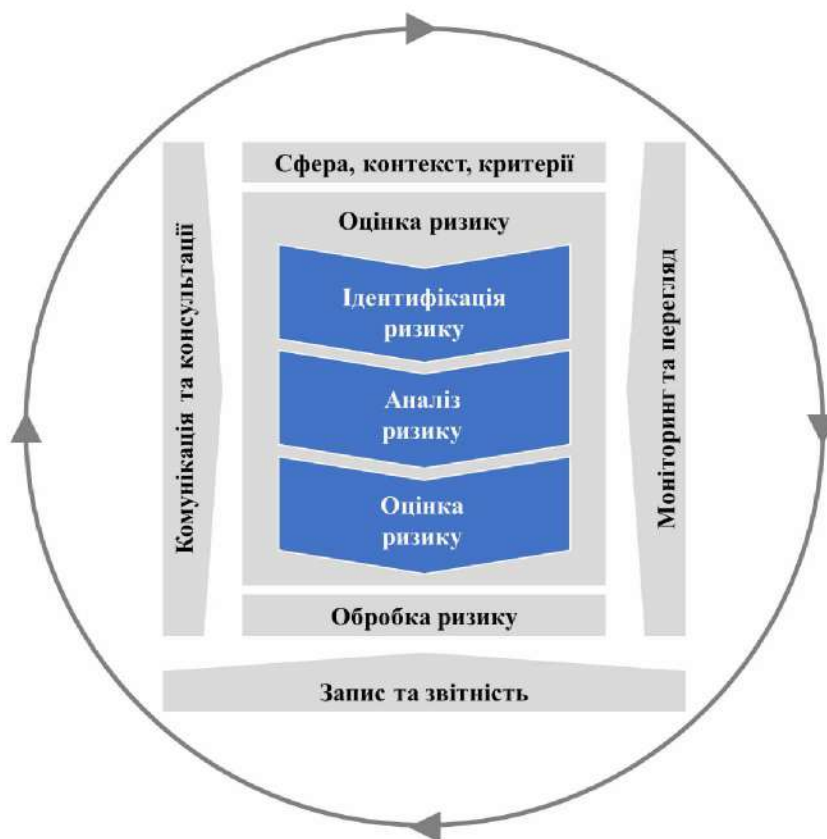 Сфера, контекст, критерії
Оцінка ризику
Ідентифікація
ризику
Аналіз
ризику
Оцінка
ризику
Обробка ризику
Комунікація та консультації
Моніторинг та перегляд
Запис та звітність